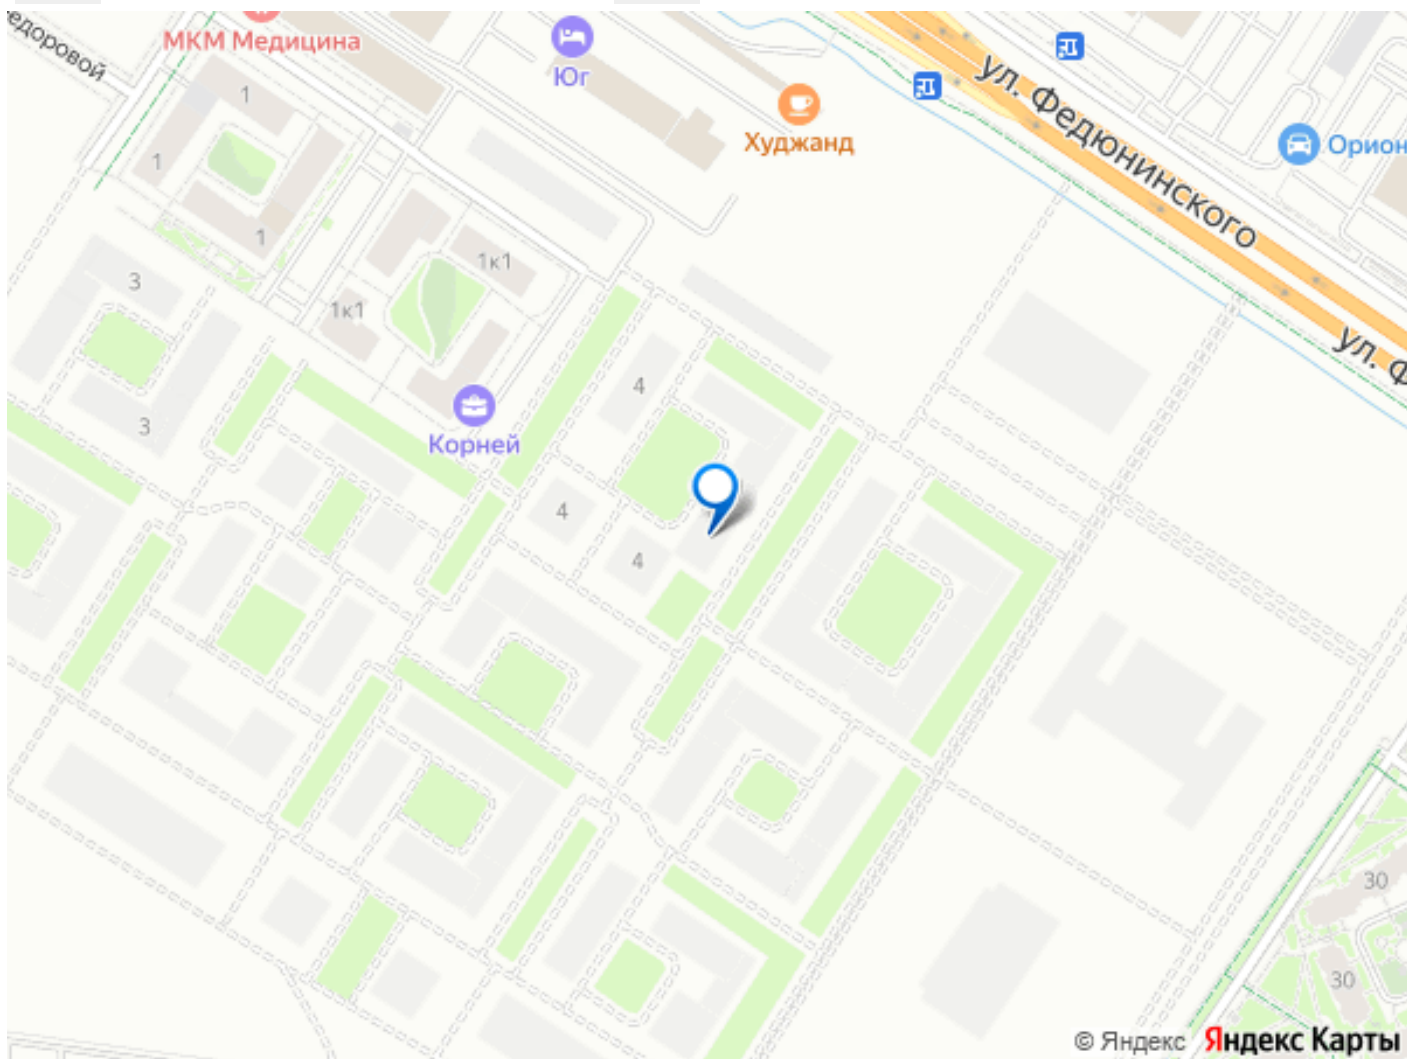 едоровой
МКМ Медицина
Юг
Худжанд
ул. Федюнинского
Орион
ул. Ф
1
1
1
1к1
1к1
3
3
4
4
4
Корней
30
30
© Яндекс Яндекс Карты